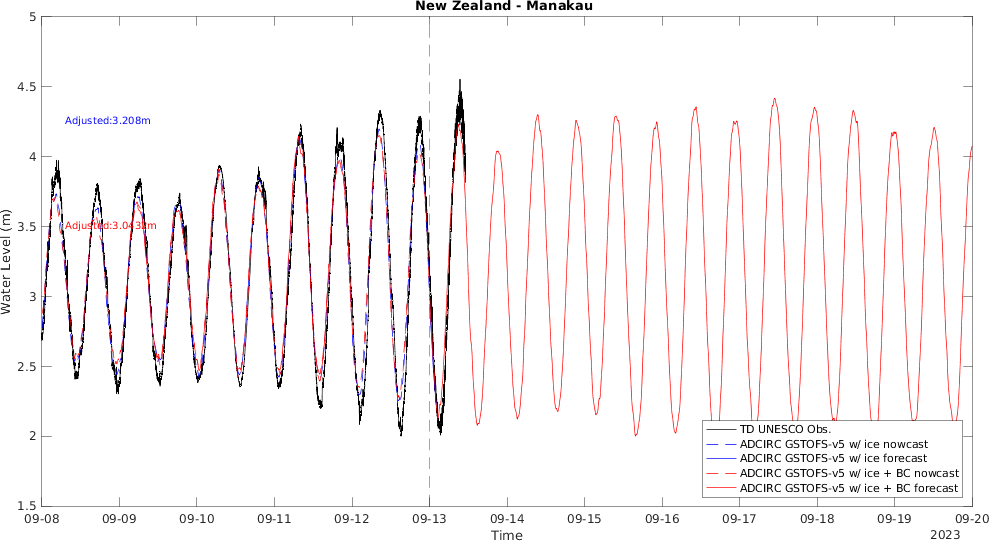 New Zealand - Manakau
5
4.5
4
3.5
3
2.5
2
1.5
Water Level (m)
Adjusted:3.208m
Adjusted:3.0433m
TD UNESCO Obs.
ADCIRC GSTOFS-v5 w/ ice nowcast
ADCIRC GSTOFS-v5 w/ ice forecast
ADCIRC GSTOFS-v5 w/ ice + BC nowcast
ADCIRC GSTOFS-v5 w/ ice + BC forecast
09-08 09-09 09-10 09-11 09-12 09-13 09-14 09-15 09-16 09-17 09-18 09-19 09-20
Time
2023